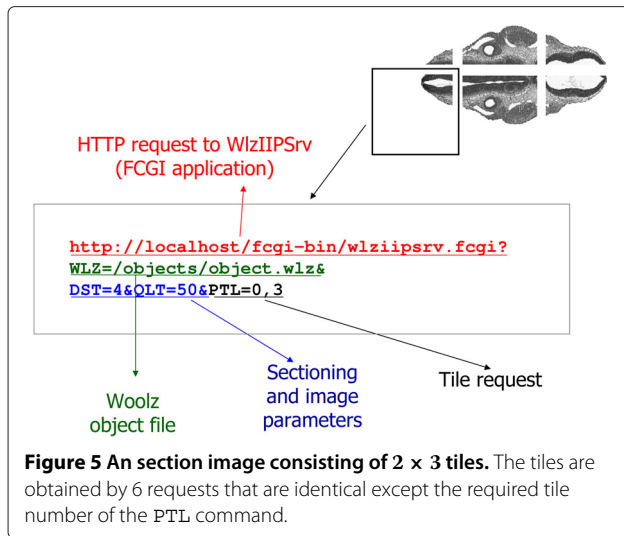 HTTP request to WlzIIPSrv
(FCGI application)
http://localhost/fcgi-bin/wlziipsrv.fcgi?
WLZ=/objects/object.wlz&
DST=4&QLT=50&PTL=0,3
Woolz
object file
Sectioning
and image
parameters
Tile request
Figure 5 An section image consisting of 2 × 3 tiles. The tiles are
obtained by 6 requests that are identical except the required tile
number of the PTL command.